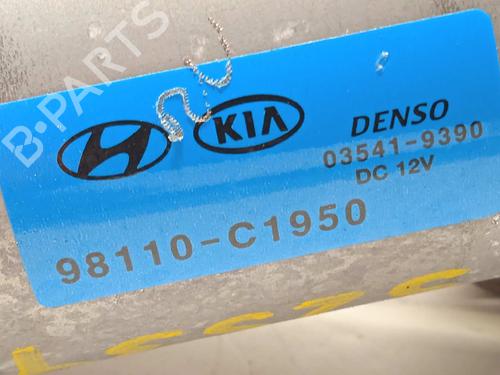 B-PARTS
KIA
DENSO
03541-9390
DC 12V
98110-C1950